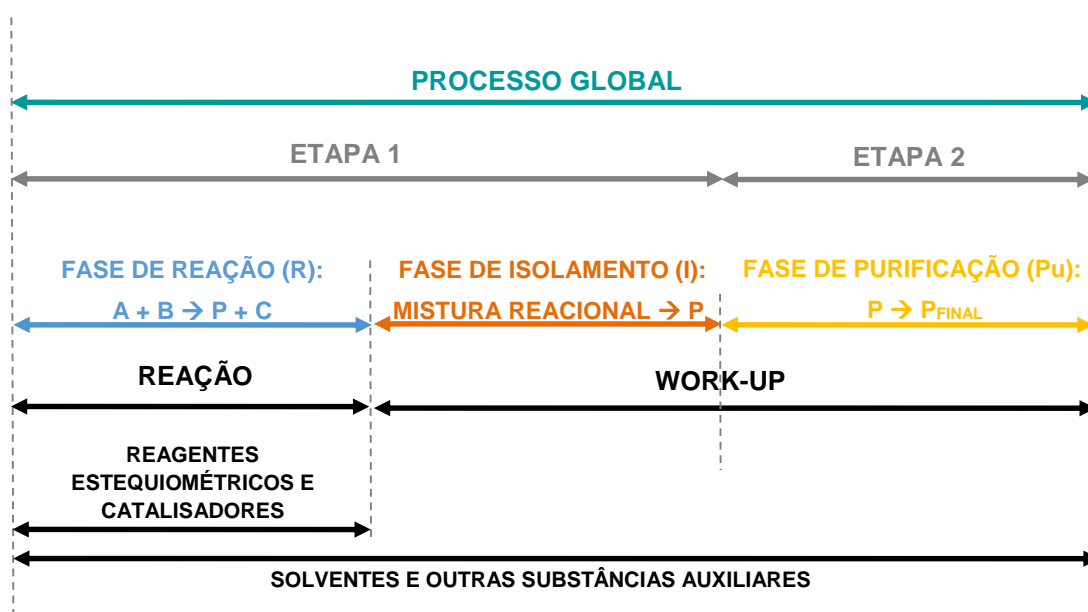 PROCESSO GLOBAL
ETAPA 1
ETAPA 2
FASE DE REAÇÃO (R):
A + B → P + C
FASE DE ISOLAMENTO (I):
MISTURA REACIONAL → P
FASE DE PURIFICAÇÃO (Pu):
P → PFINAL
REAÇÃO
WORK-UP
REAGENTES
ESTEQUIOMÉTRICOS E
CATALISADORES
SOLVENTES E OUTRAS SUBSTÂNCIAS AUXILIARES